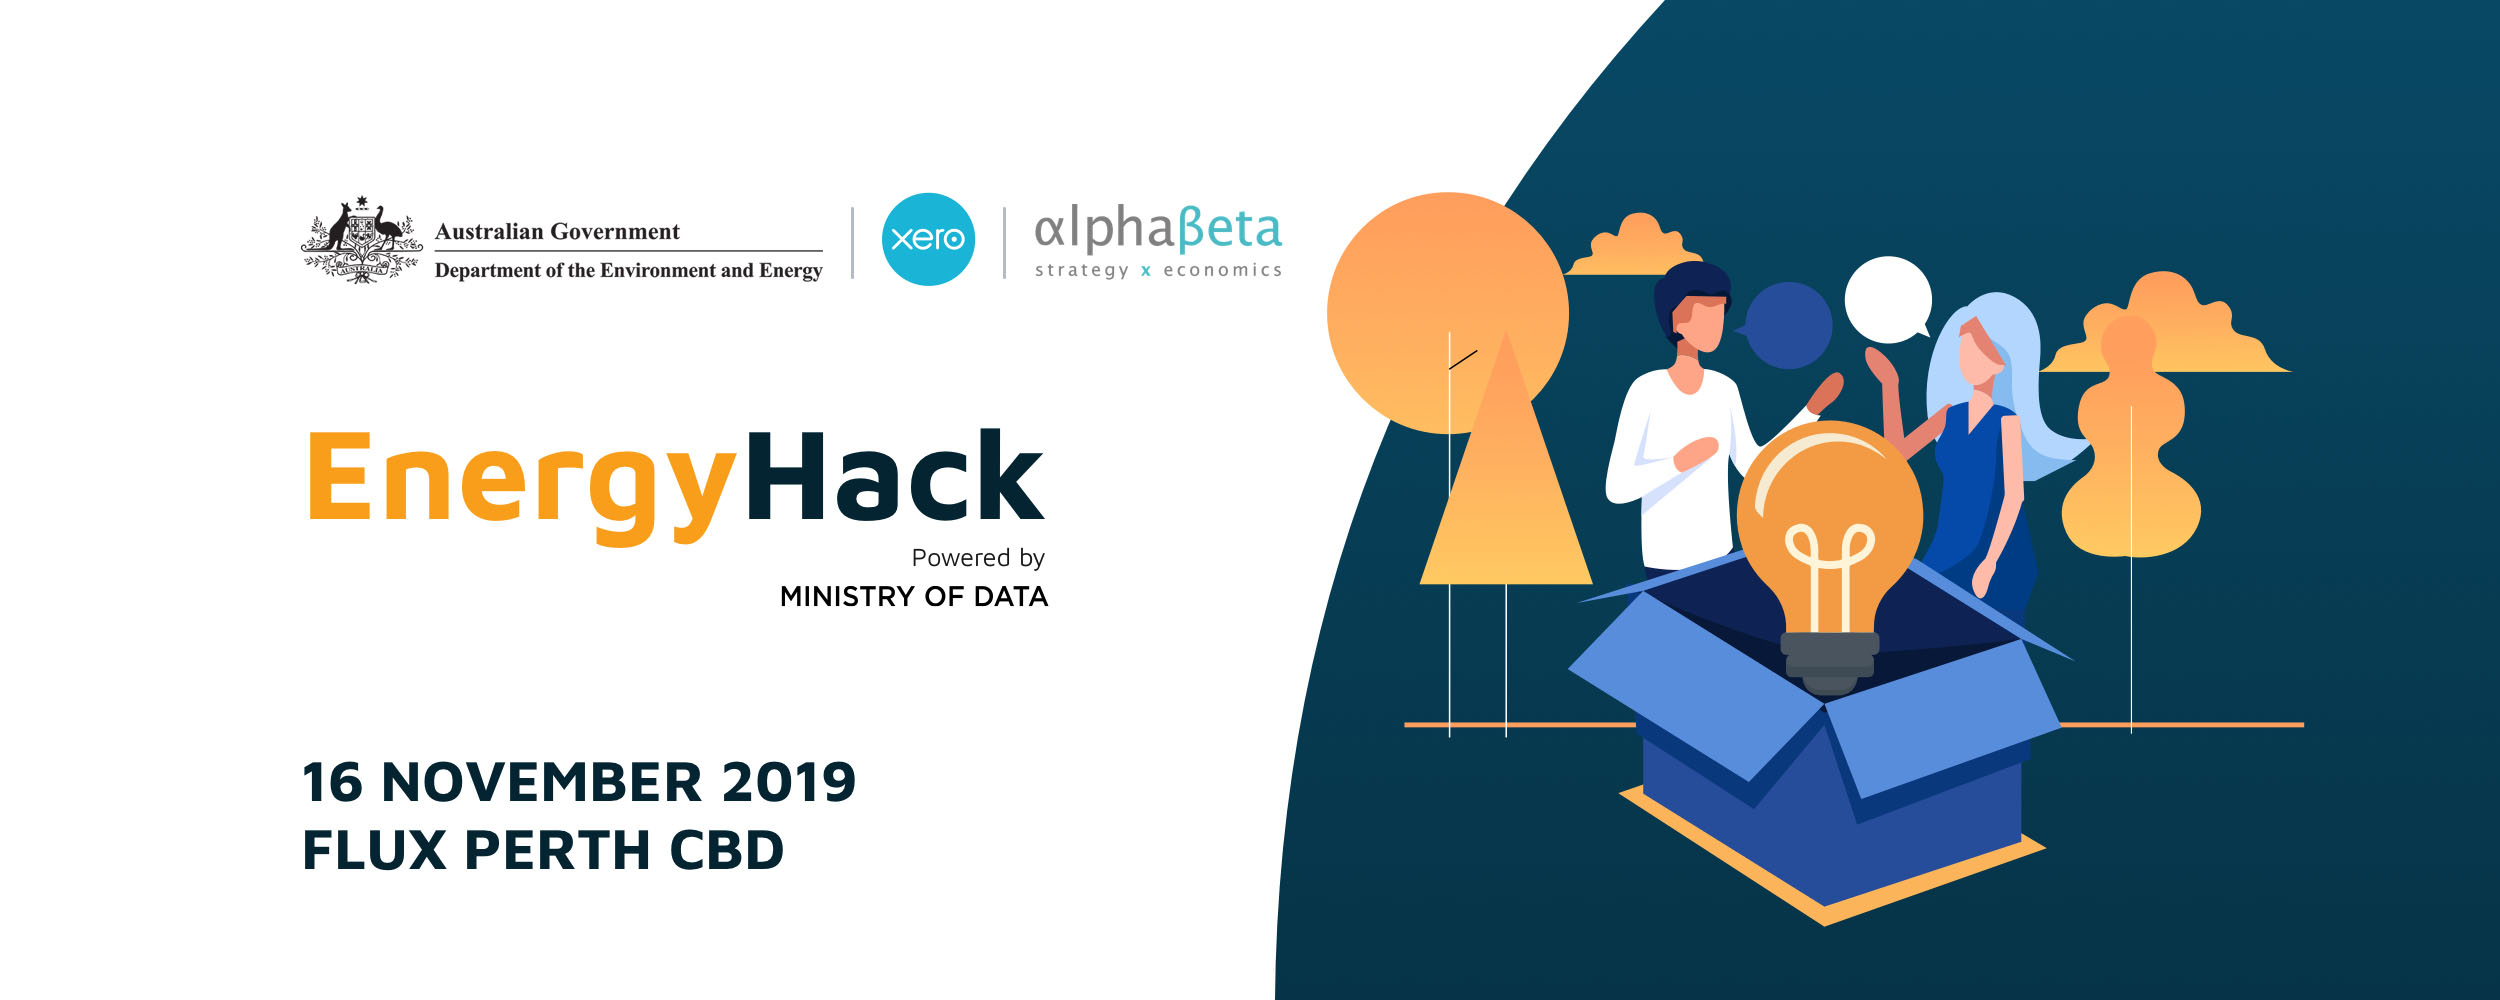 Australian Government
Department of the Environment and Energy
AUSTRALIA
xero
αlphaβeta
strategy x economics
EnergyHack
Powered by
MINISTRY OF DATA
16 NOVEMBER 2019
FLUX PERTH CBD